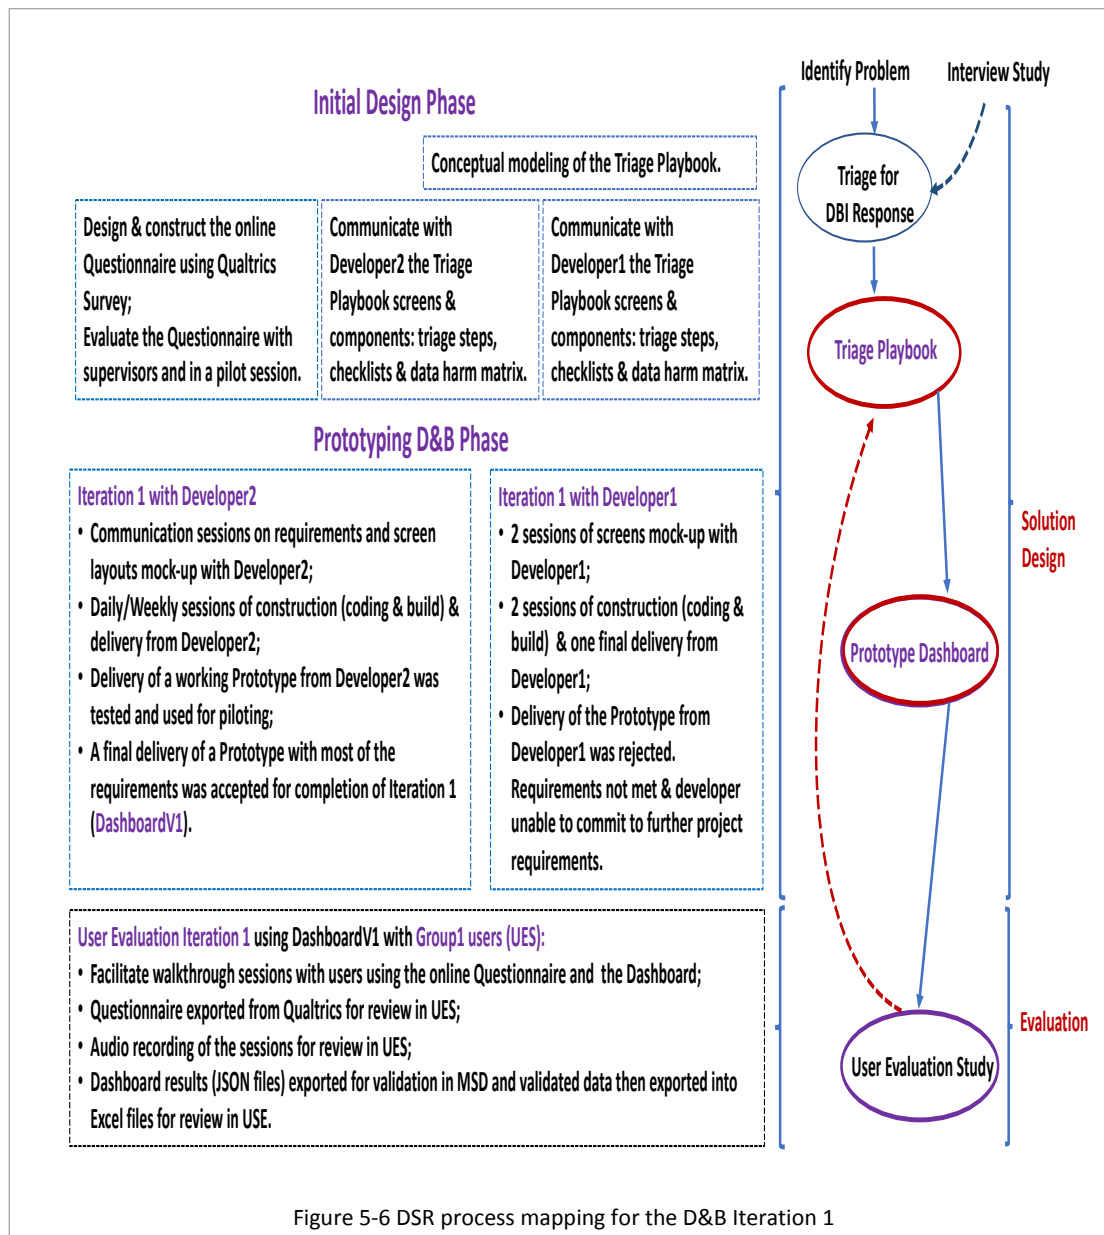 Initial Design Phase
Conceptual modeling of the Triage Playbook.
Design & construct the online
Questionnaire using Qualtrics
Survey;
Evaluate the Questionnaire with
supervisors and in a pilot session.
Communicate with
Developer2 the Triage
Playbook screens &
components: triage steps,
checklists & data harm matrix.
Communicate with
Developer1 the Triage
Playbook screens &
components: triage steps,
checklists & data harm matrix.
Prototyping D&B Phase
Iteration 1 with Developer2
• Communication sessions on requirements and screen
layouts mock-up with Developer2;
• Daily/Weekly sessions of construction (coding & build) &
delivery from Developer2;
• Delivery of a working Prototype from Developer2 was
tested and used for piloting;
• A final delivery of a Prototype with most of the
requirements was accepted for completion of Iteration 1
(DashboardV1).
Iteration 1 with Developer1
• 2 sessions of screens mock-up with
Developer1;
• 2 sessions of construction (coding &
build) & one final delivery from
Developer1;
• Delivery of the Prototype from
Developer1 was rejected.
Requirements not met & developer
unable to commit to further project
requirements.
User Evaluation Iteration 1 using DashboardV1 with Group1 users (UES):
• Facilitate walkthrough sessions with users using the online Questionnaire and the Dashboard;
• Questionnaire exported from Qualtrics for review in UES;
• Audio recording of the sessions for review in UES;
• Dashboard results (JSON files) exported for validation in MSD and validated data then exported into
Excel files for review in USE.
Identify Problem
Interview Study
Triage for
DBI Response
Triage Playbook
Prototype Dashboard
User Evaluation Study
Solution
Design
Evaluation
Figure 5-6 DSR process mapping for the D&B Iteration 1